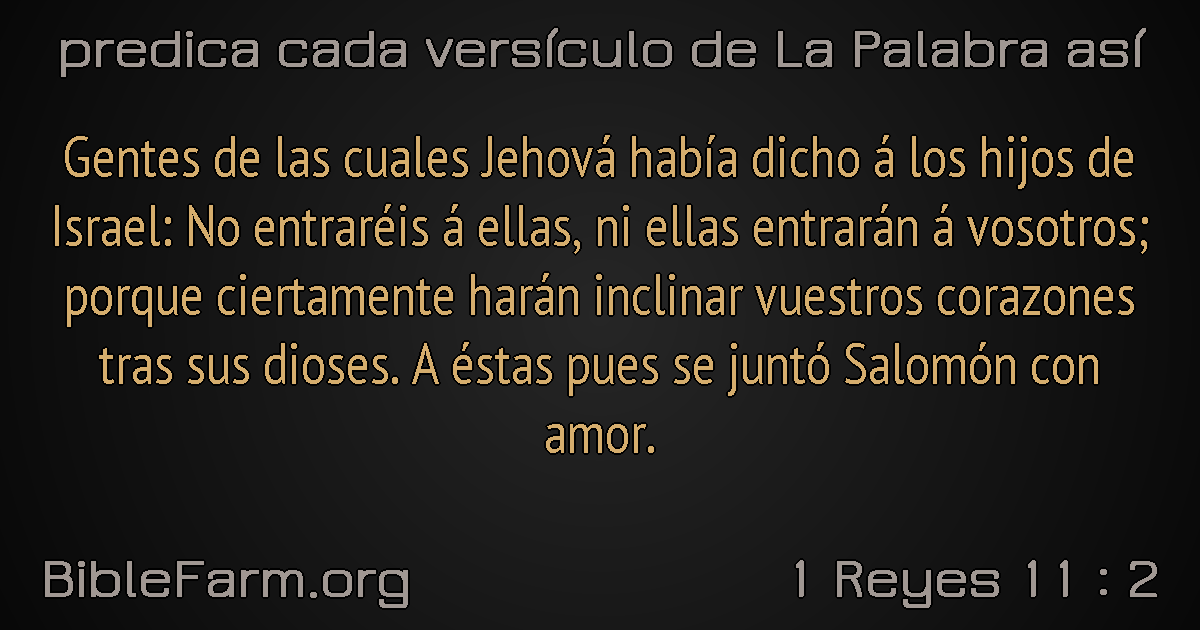 predica cada versículo de La Palabra así
Gentes de las cuales Jehová había dicho á los hijos de
Israel: No entraréis á ellas, ni ellas entrarán á vosotros;
porque ciertamente harán inclinar vuestros corazones
tras sus dioses. A éstas pues se juntó Salomón con
amor.
BibleFarm.org
1 Reyes 11 : 2